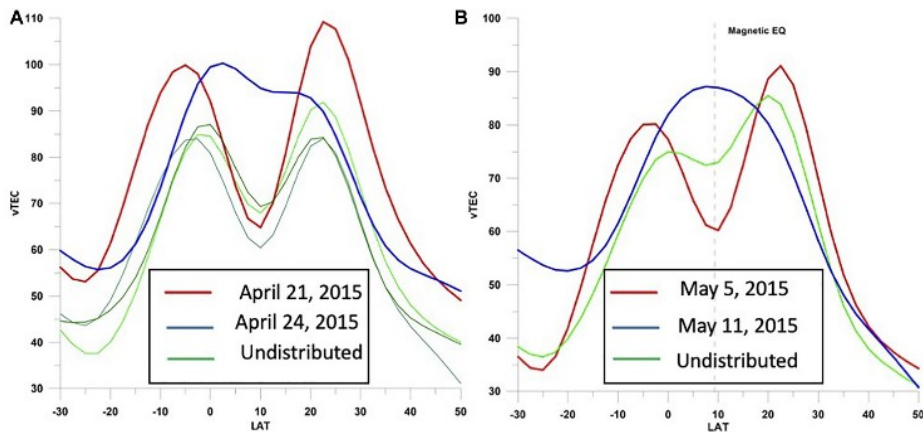 A
110
100
90
80
70
60
50
40
30
vTEC
-30
-20
-10
0
10
20
30
40
50
LAT
April 21, 2015
April 24, 2015
Undistributed
B
100
90
80
70
60
50
40
30
vTEC
Magnetic EQ
-30
-20
-10
0
10
20
30
40
50
LAT
May 5, 2015
May 11, 2015
Undistributed